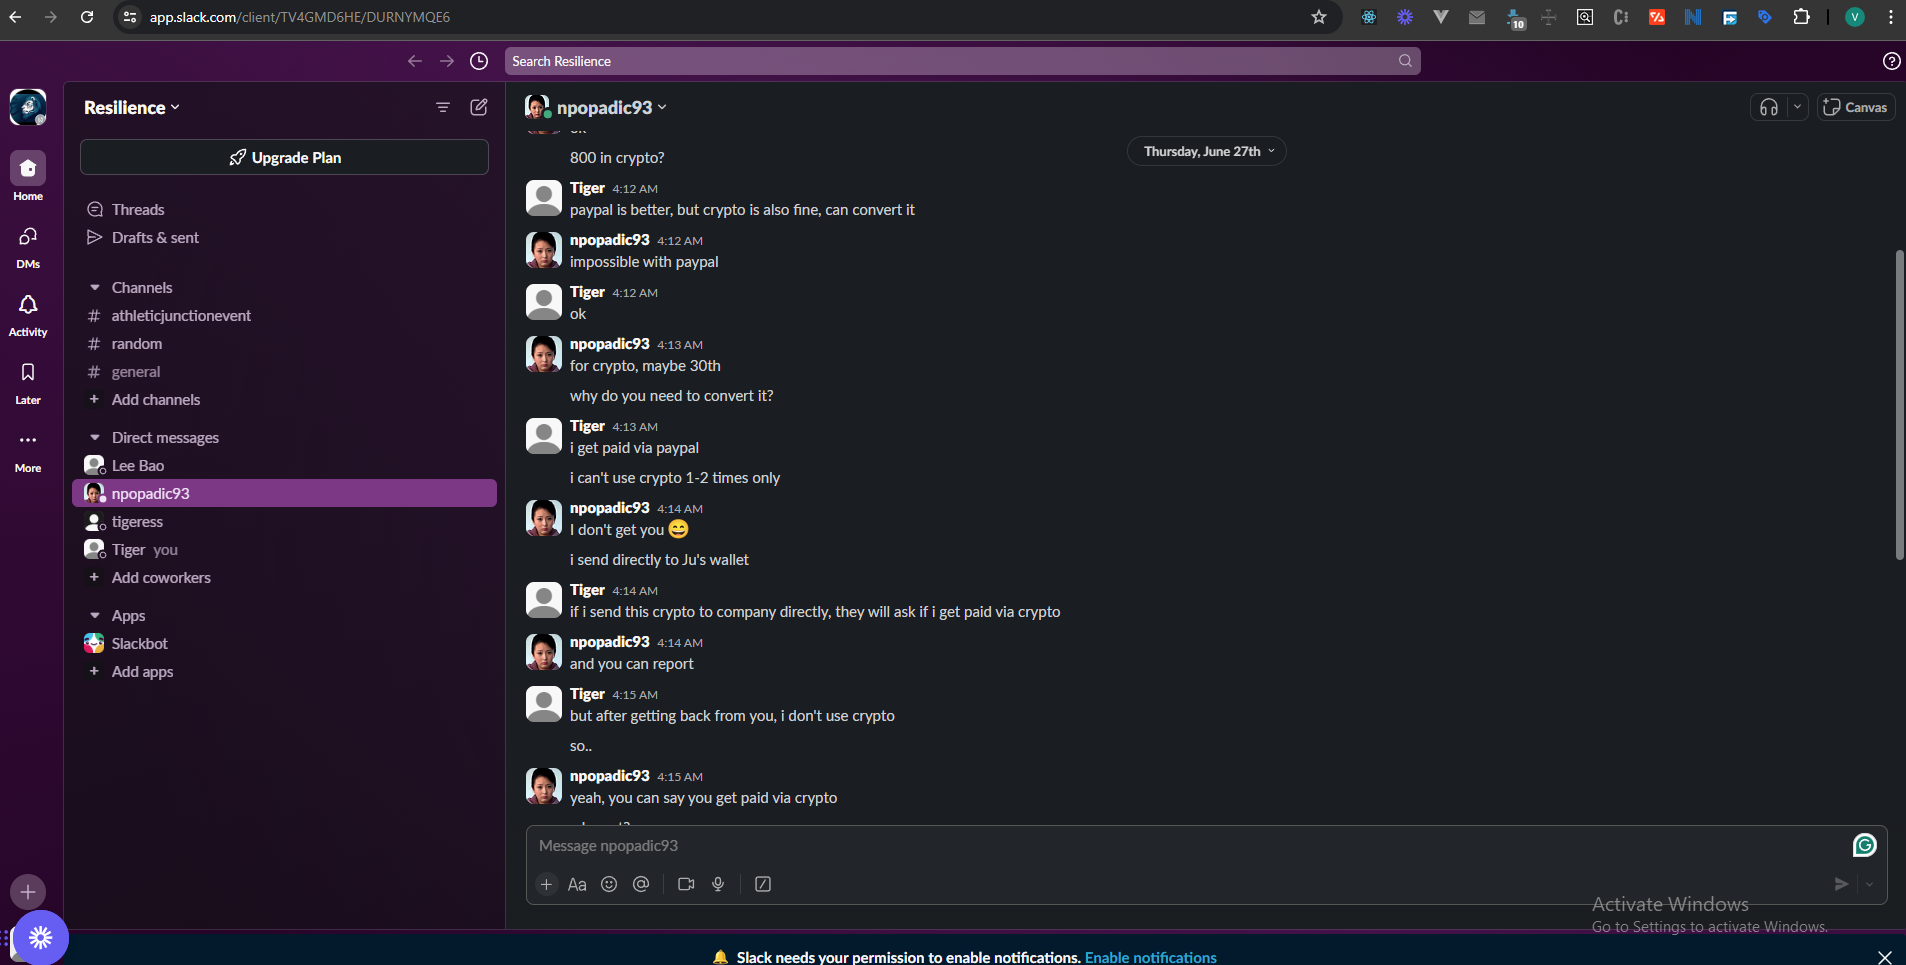 app.slack.com/client/TV4GMD6HE/DURNYMQE6
10
V
Search Resilience
Resilience
Upgrade Plan
Home
DMs
Activity
Later
More
Threads
Drafts & sent
Channels
# athleticjunctionevent
# random
# general
+ Add channels
Direct messages
Lee Bao
npopadic93
tigeress
Tiger you
+ Add coworkers
Apps
Slackbot
+ Add apps
npopadic93
Canvas
Thursday, June 27th
800 in crypto?
Tiger 4:12 AM
paypal is better, but crypto is also fine, can convert it
npopadic93 4:12 AM
impossible with paypal
Tiger 4:12 AM
ok
npopadic93 4:13 AM
for crypto, maybe 30th
why do you need to convert it?
Tiger 4:13 AM
i get paid via paypal
i can't use crypto 1-2 times only
npopadic93 4:14 AM
I don't get you 😄
i send directly to Ju's wallet
Tiger 4:14 AM
if i send this crypto to company directly, they will ask if i get paid via crypto
npopadic93 4:14 AM
and you can report
Tiger 4:15 AM
but after getting back from you, i don't use crypto
so..
npopadic93 4:15 AM
yeah, you can say you get paid via crypto
Message npopadic93
Aa
Activate Windows
Go to Settings to activate Windows.
Slack needs your permission to enable notifications. Enable notifications